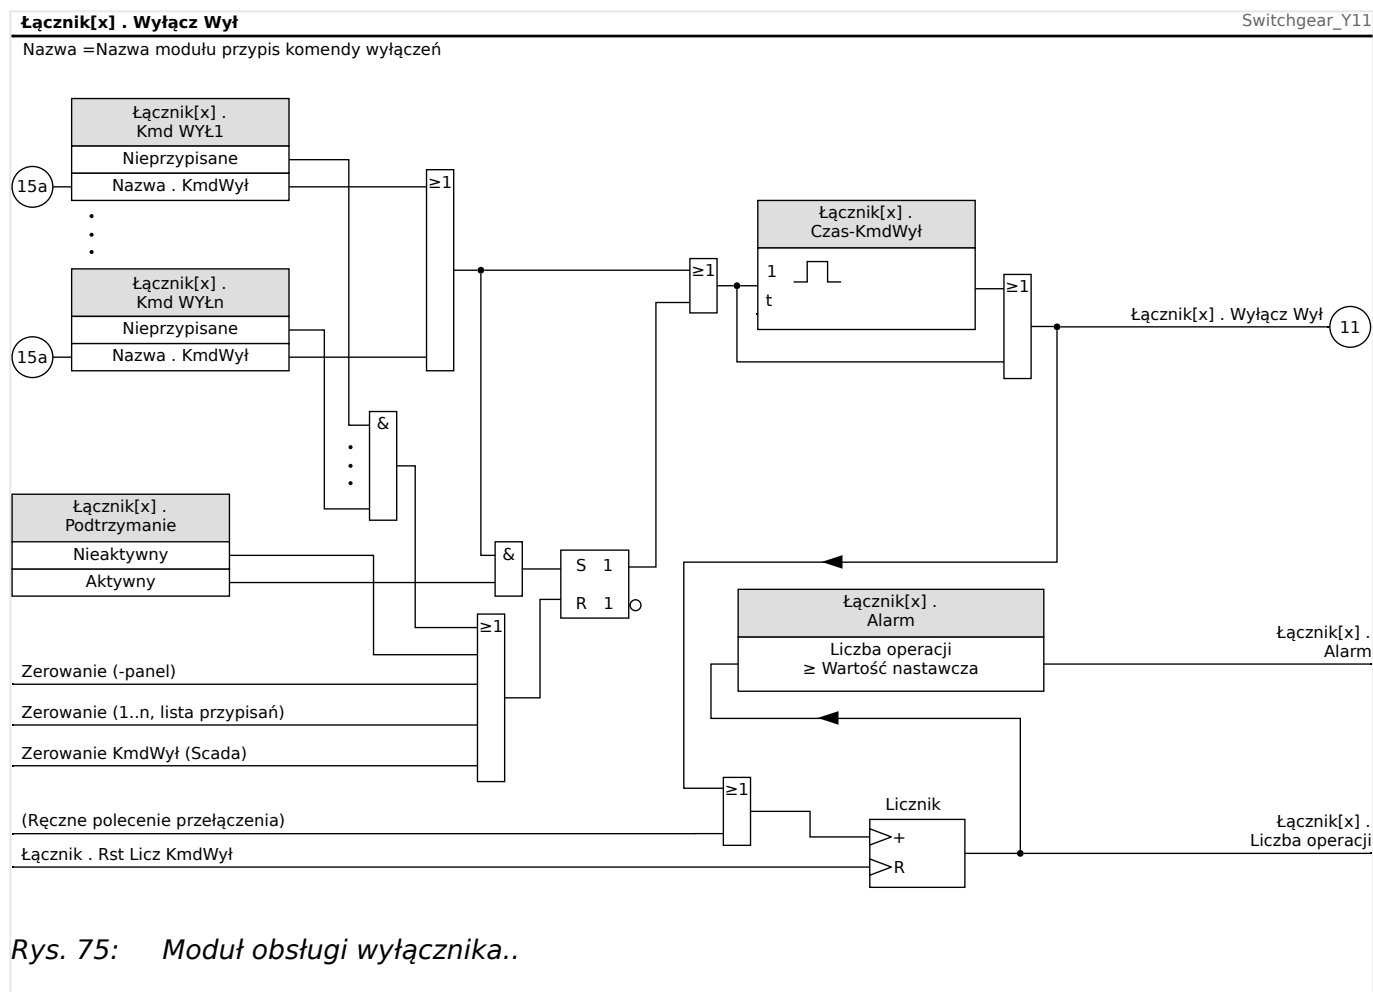 Łącznik[x] . Wyłącz Wył
Switchgear_Y11
Nazwa =Nazwa modułu przypis komendy wyłączeń
Łącznik[x] .
Kmd WYŁ1
Nieprzypisane
15a
Nazwa . KmdWył
≥1
Łącznik[x] .
Czas-KmdWył
Łącznik[x] .
Kmd WYŁn
Nieprzypisane
15a
Nazwa . KmdWył
≥1
1
t
≥1
Łącznik[x] . Wyłącz Wył
11
&
Łącznik[x] .
Podtrzymanie
Nieaktywny
Aktywny
&
S 1
R 1
≥1
Łącznik[x] .
Alarm
Liczba operacji
≥ Wartość nastawcza
Łącznik[x] .
Alarm
Zerowanie (-panel)
Zerowanie (1..n, lista przypisań)
Zerowanie KmdWył (Scada)
≥1
Licznik
(Ręczne polecenie przełączenia)
+
Łącznik[x] .
Liczba operacji
Łącznik . Rst Licz KmdWył
R
Rys. 75: Moduł obsługi wyłącznika..